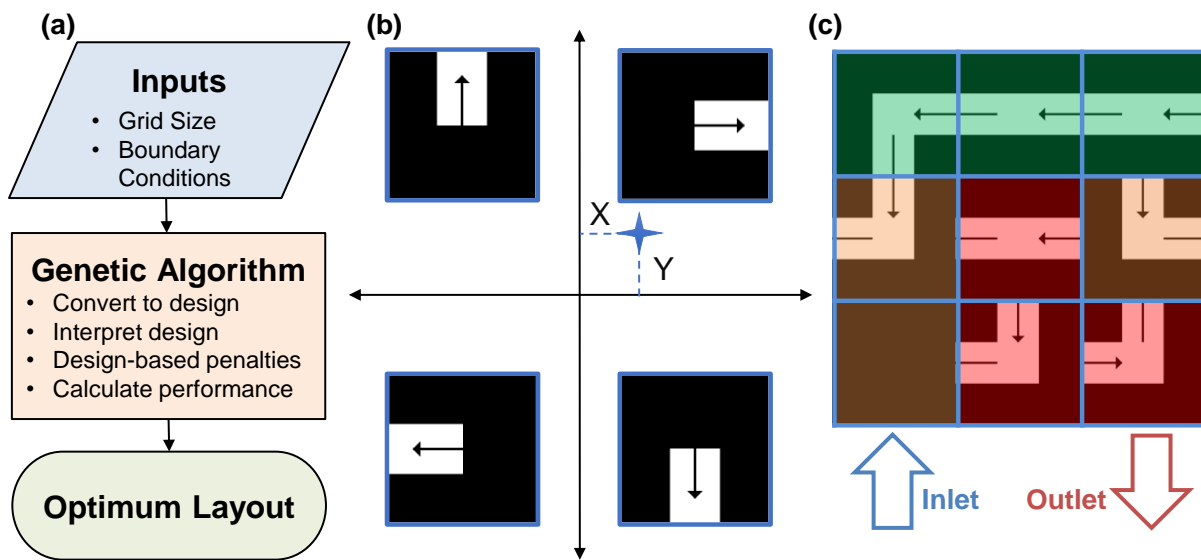 (a)
Inputs
• Grid Size
• Boundary
Conditions
Genetic Algorithm
• Convert to design
• Interpret design
• Design-based penalties
• Calculate performance
Optimum Layout
(b)
X
Y
(c)
Inlet
Outlet